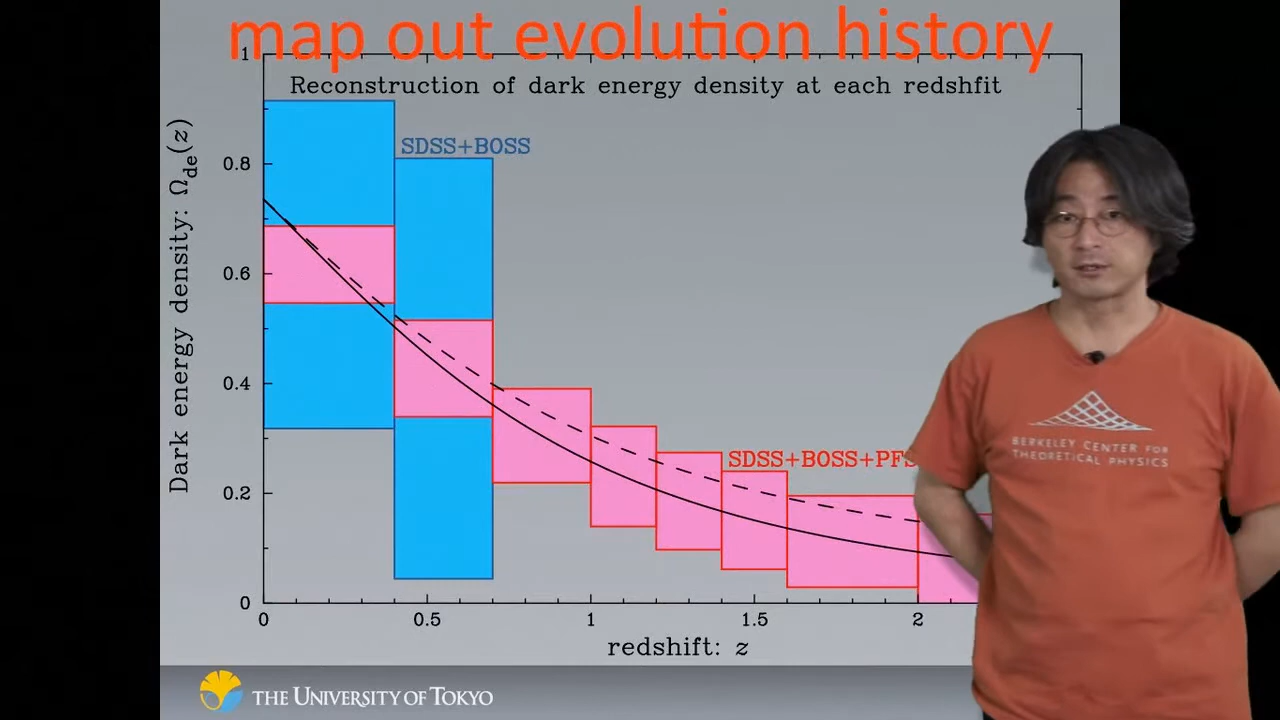 map out evolution history
Reconstruction of dark energy density at each redshfit
SDSS+BOSS
SDSS+BOSS+PFS
Dark energy density: Ω_de(z)
1
0.8
0.6
0.4
0.2
0
0
0.5
1
1.5
2
redshift: z
BERKELEY CENTER FOR
THEORETICAL PHYSICS
THE UNIVERSITY OF TOKYO